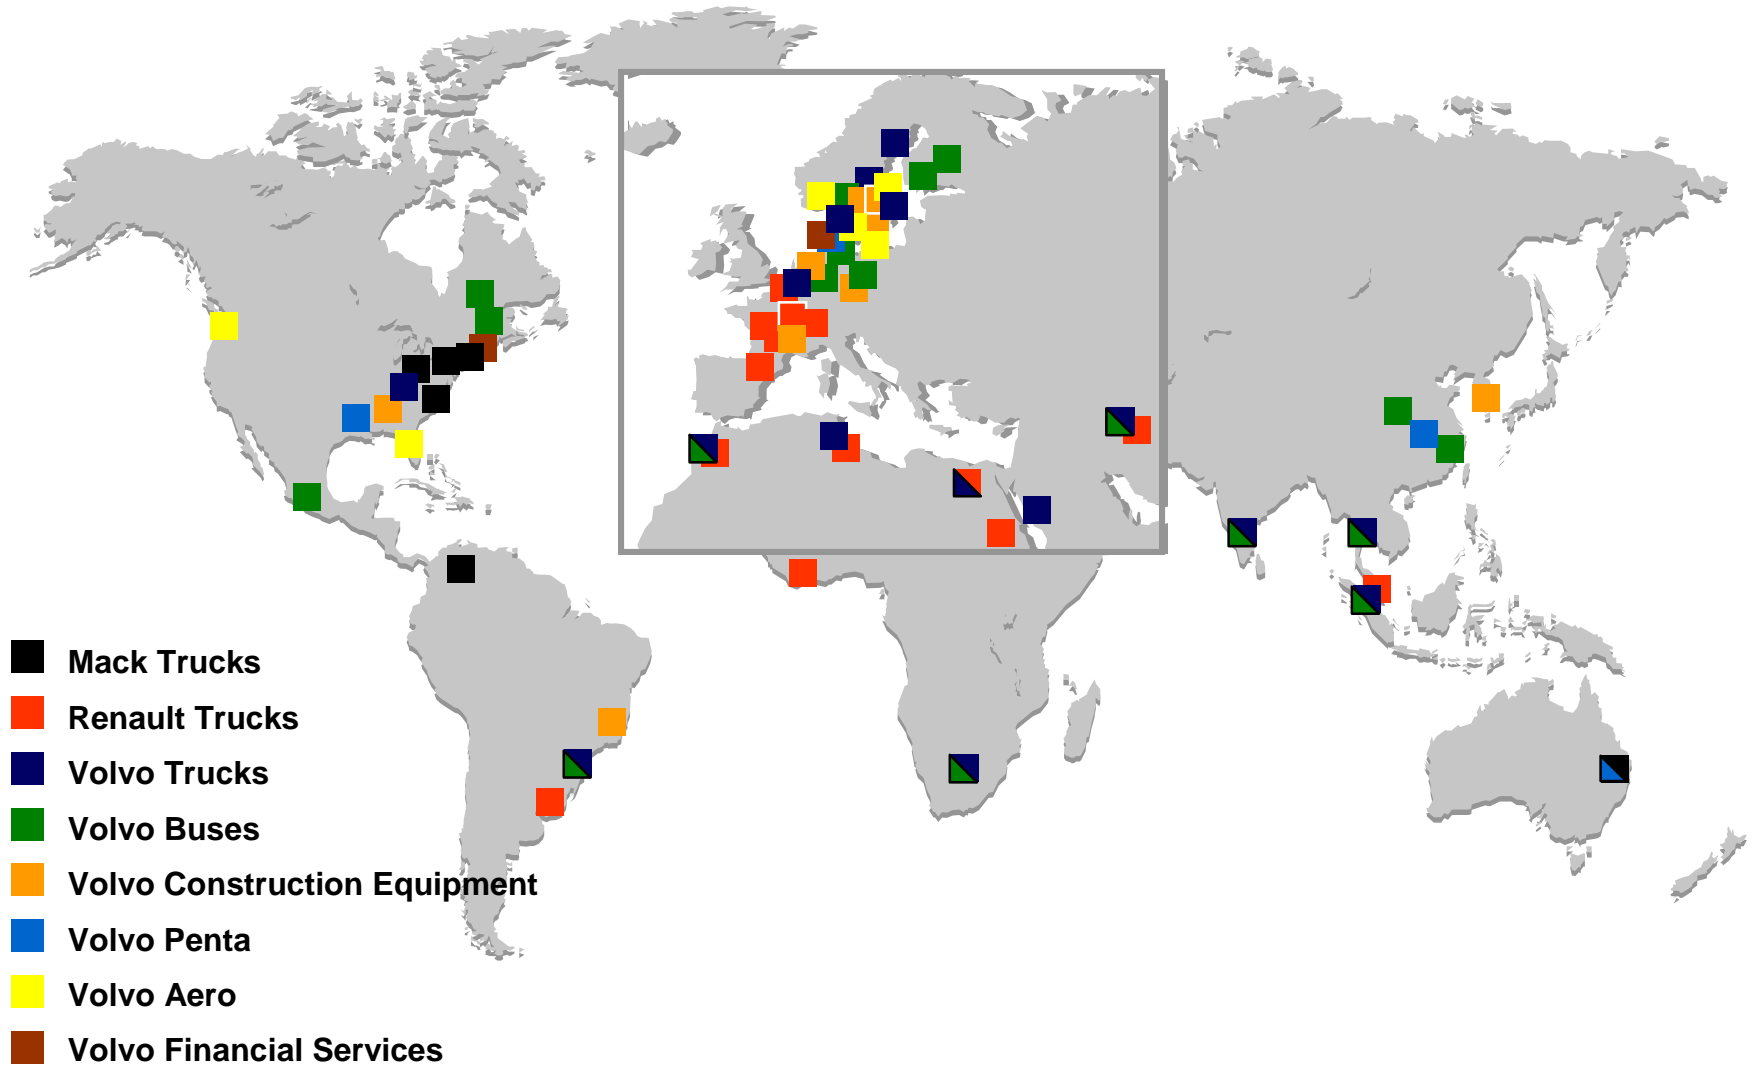 Mack Trucks
Renault Trucks
Volvo Trucks
Volvo Buses
Volvo Construction Equipment
Volvo Penta
Volvo Aero
Volvo Financial Services